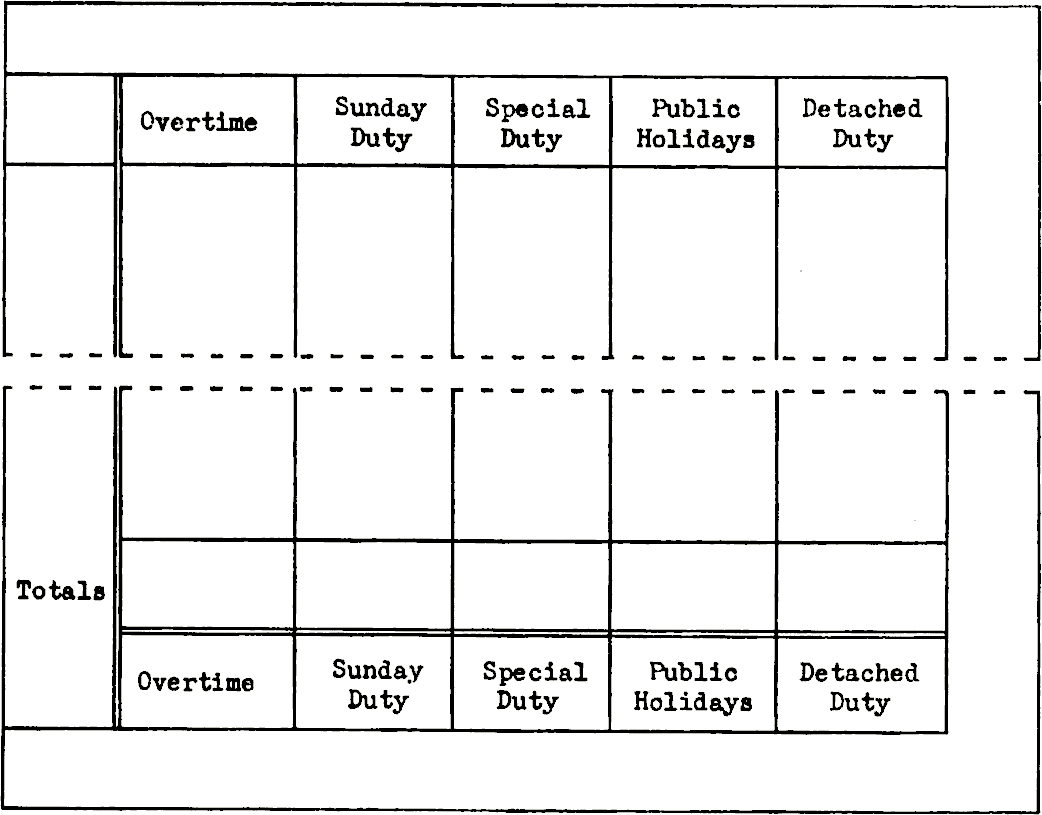 Overtime
Sunday
Duty
Special
Duty
Public
Holidays
Detached
Duty
Totals
Overtime
Sunday
Duty
Special
Duty
Public
Holidays
Detached
Duty